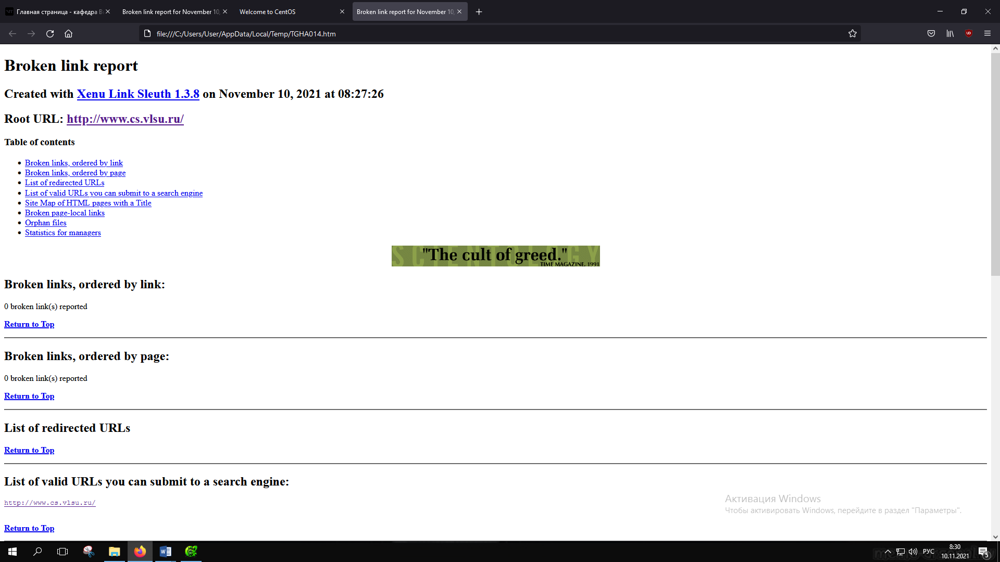 Главная страница - кафедра В
Broken link report for November 10,
Welcome to CentOS
Broken link report for November 10,
file:///C:/Users/User/AppData/Local/Temp/TGHA014.htm
Broken link report
Created with Xenu Link Sleuth 1.3.8 on November 10, 2021 at 08:27:26
Root URL: http://www.cs.vlsu.ru/
Table of contents
Broken links, ordered by link
Broken links, ordered by page
List of redirected URLs
List of valid URLs you can submit to a search engine
Site Map of HTML pages with a Title
Broken page-local links
Orphan files
Statistics for managers
SCIENTOLOGY
"The cult of greed."
TIME MAGAZINE, 1991
Broken links, ordered by link:
0 broken link(s) reported
Return to Top
Broken links, ordered by page:
0 broken link(s) reported
Return to Top
List of redirected URLs
Return to Top
List of valid URLs you can submit to a search engine:
http://www.cs.vlsu.ru/
Return to Top
Активация Windows
Чтобы активировать Windows, перейдите в раздел "Параметры".
РУС
8:30
10.11.2021
5